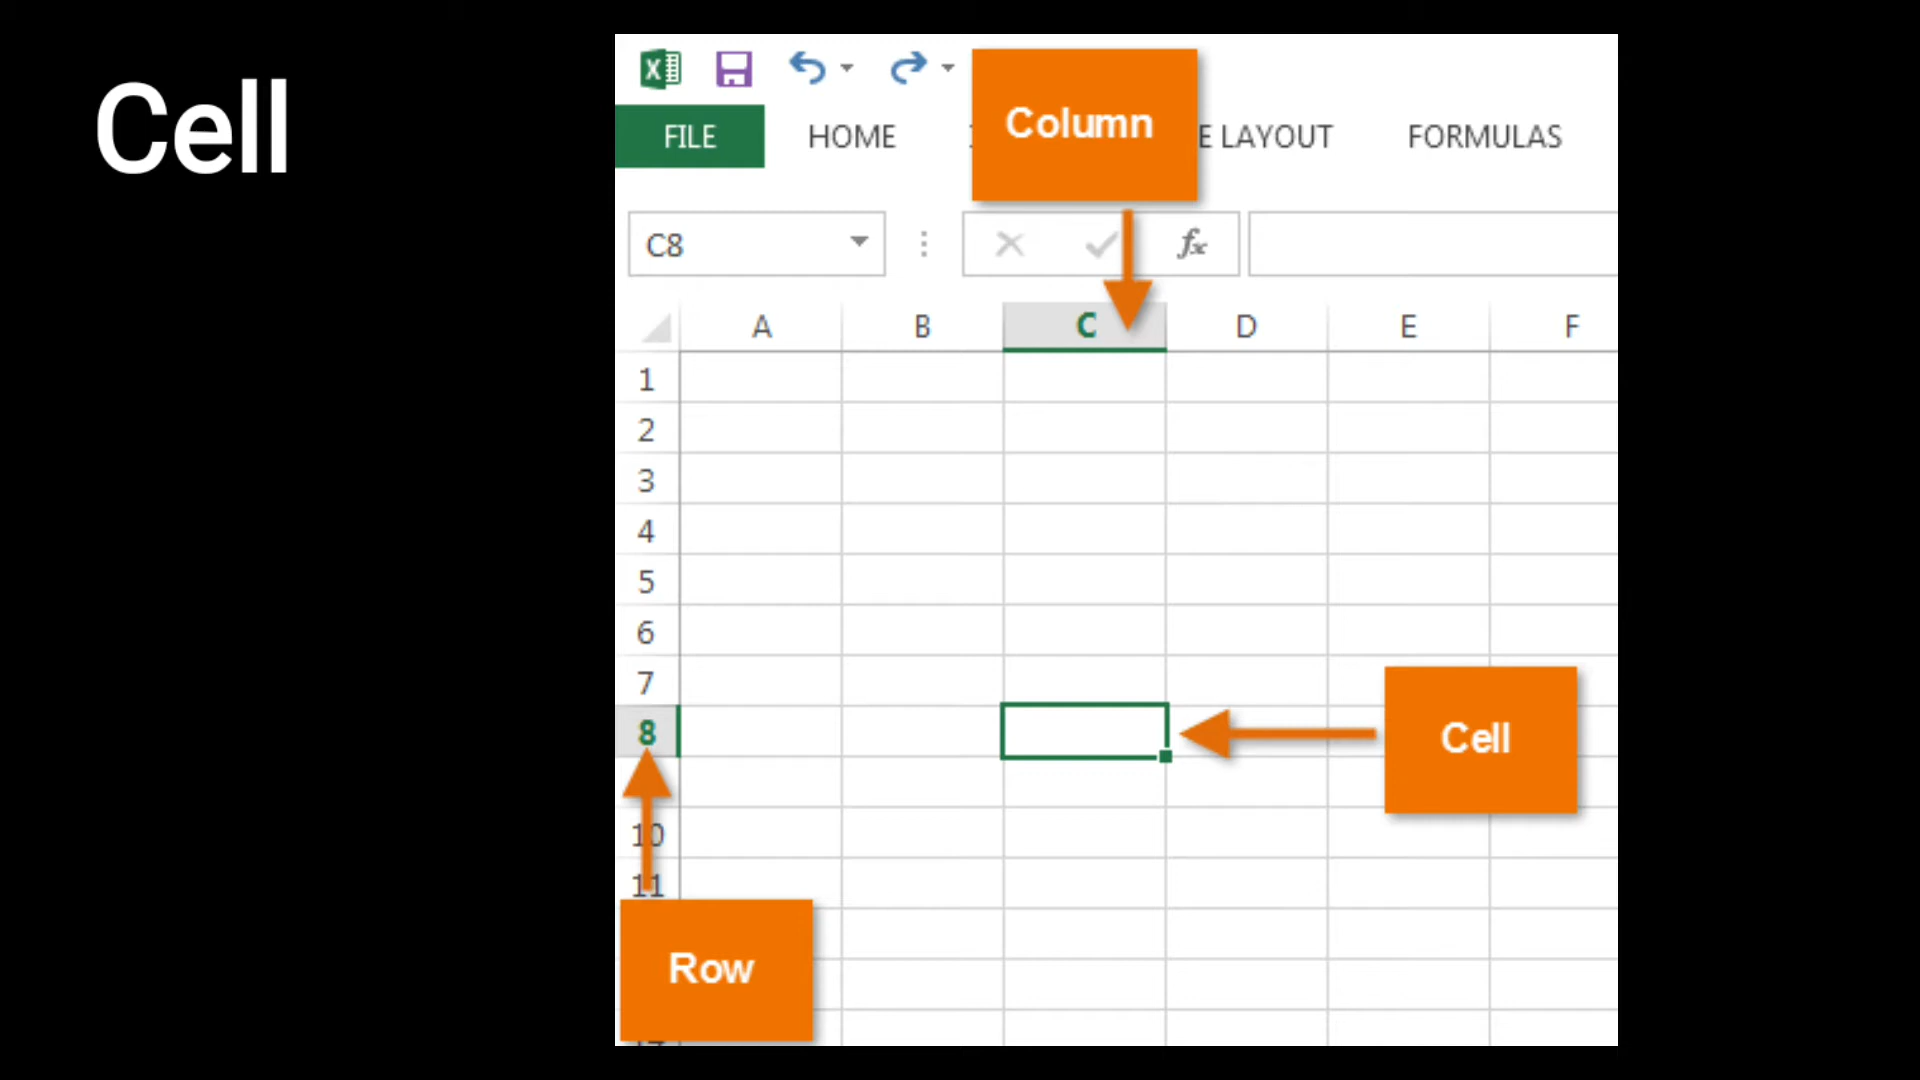 Cell
Column
FILE HOME E LAYOUT FORMULAS
C8 fx
A B C D E F
1
2
3
4
5
6
7
8
Cell
10
11
Row